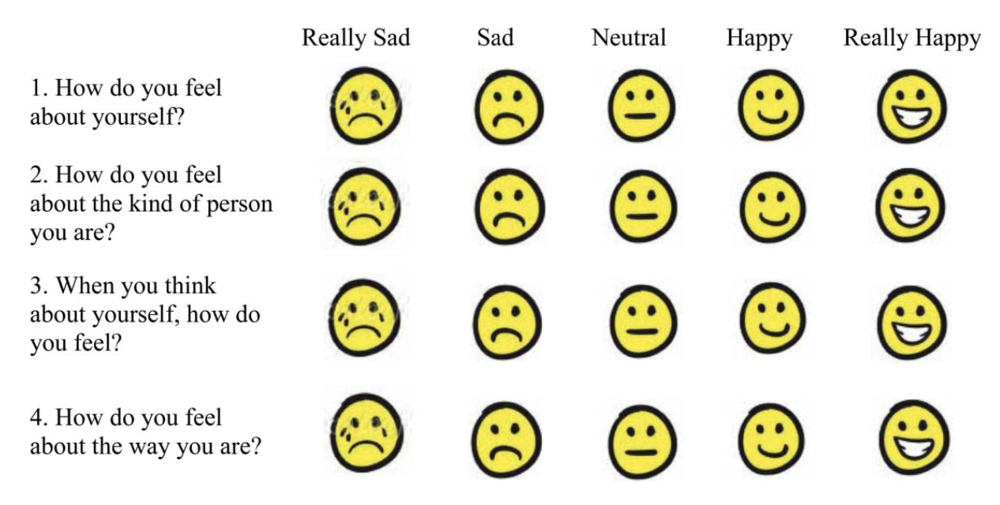 Really Sad Sad Neutral Happy Really Happy
1. How do you feel
about yourself?
2. How do you feel
about the kind of person
you are?
3. When you think
about yourself, how do
you feel?
4. How do you feel
about the way you are?